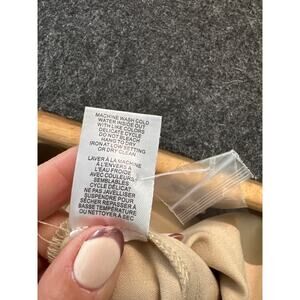 MACHINE WASH COLD
WATER INSIDE OUT
WITH LIKE COLORS
DELICATE CYCLE
DO NOT BLEACH
HANG TO DRY
IRON AT LOW SETTING
OR DRY CLEAN
LAVER À LA MACHINE
À L'ENVERS À
L'EAU FROIDE
AVEC COULEURS
SEMBLABLES
CYCLE DÉLICAT
NE PAS JAVELLISER
SUSPENDRE POUR
SÉCHER REPASSER À
BASSE TEMPÉRATURE
OU NETTOYER À SEC